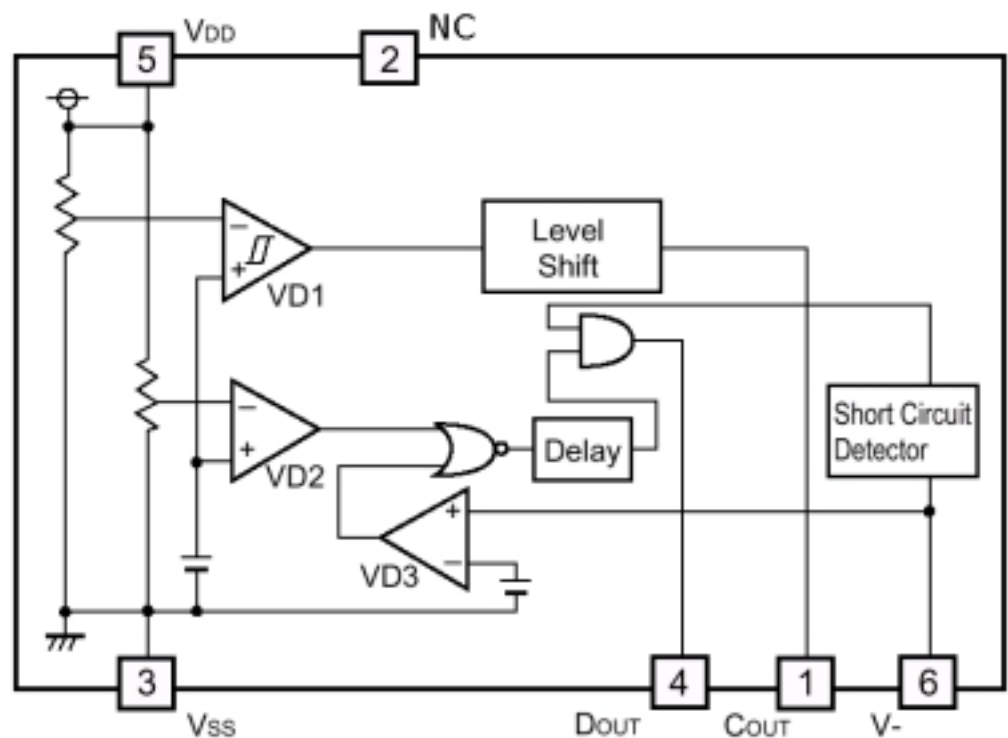 VDD
NC
5
2
Level
Shift
−
+
VD1
Short Circuit
Detector
−
+
VD2
Delay
+
−
VD3
3
4
1
6
VSS
DOUT
COUT
V-